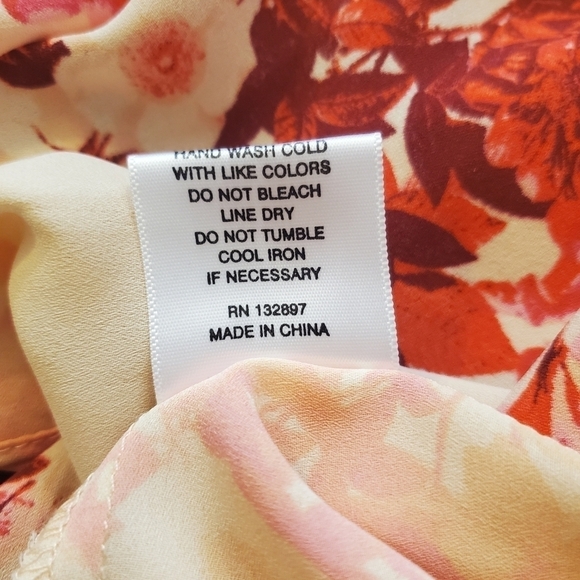 HAND WASH COLD
WITH LIKE COLORS
DO NOT BLEACH
LINE DRY
DO NOT TUMBLE
COOL IRON
IF NECESSARY
RN 132897
MADE IN CHINA